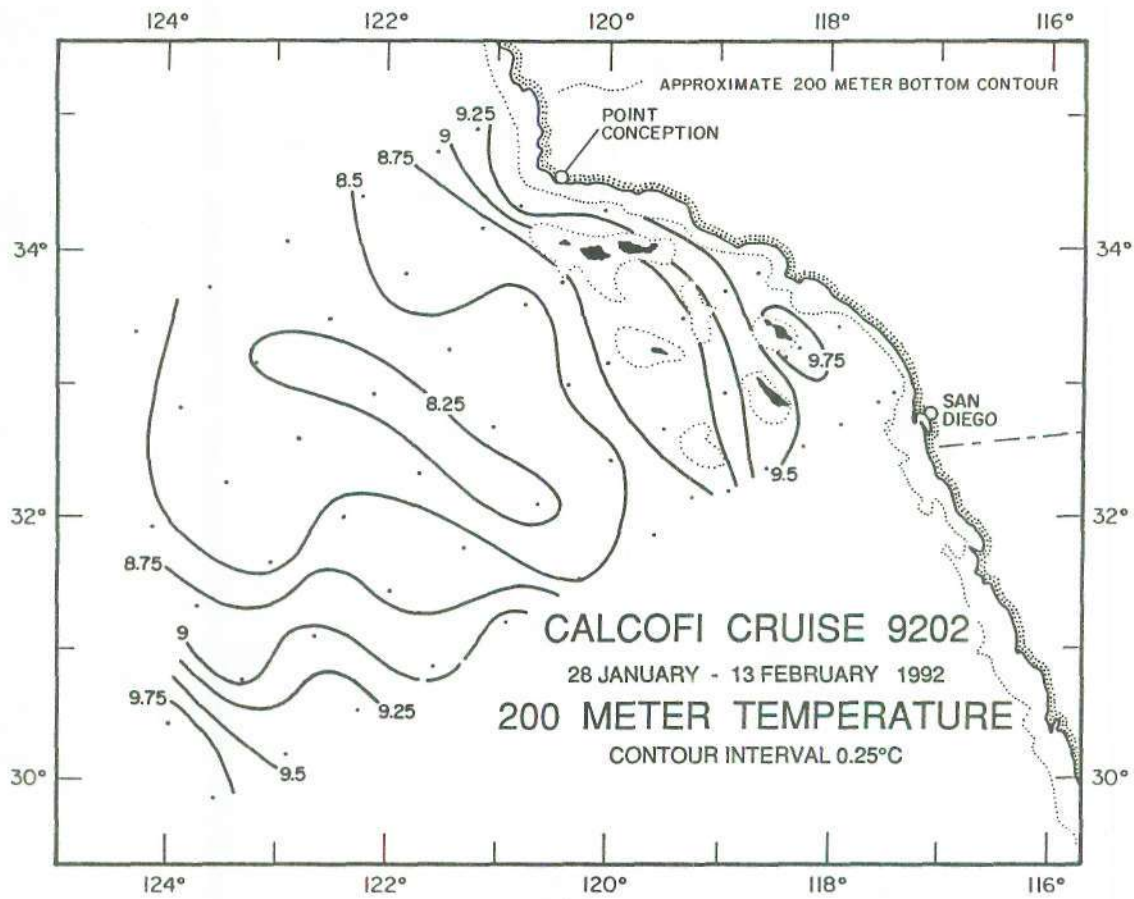 124° 122° 120° 118° 116°
APPROXIMATE 200 METER BOTTOM CONTOUR
POINT
CONCEPTION
9.25
9
8.75
8.5
34° 34°
9.75
8.25
SAN
DIEGO
9.5
32° 32°
8.75
CALCOFI CRUISE 9202
9
28 JANUARY - 13 FEBRUARY 1992
9.75
9.25
200 METER TEMPERATURE
CONTOUR INTERVAL 0.25°C
9.5
30° 30°
124° 122° 120° 118° 116°